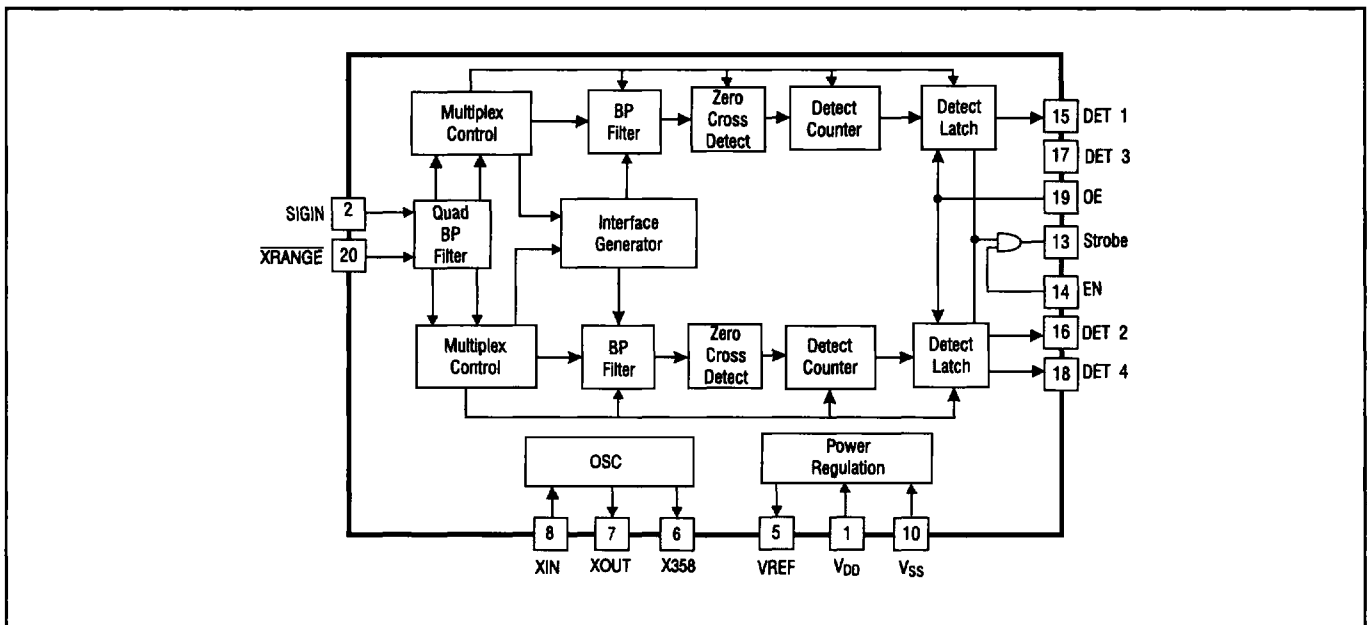 Multiplex
Control
BP
Filter
Zero
Cross
Detect
Detect
Counter
Detect
Latch
15 DET 1
17 DET 3
SIGIN 2
19 OE
Quad
BP
Filter
Interface
Generator
XRANGE 20
13 Strobe
14 EN
Multiplex
Control
BP
Filter
Zero
Cross
Detect
Detect
Counter
Detect
Latch
16 DET 2
18 DET 4
OSC
Power
Regulation
8 7 6 5 1 10
XIN XOUT X358 VREF VDD VSS